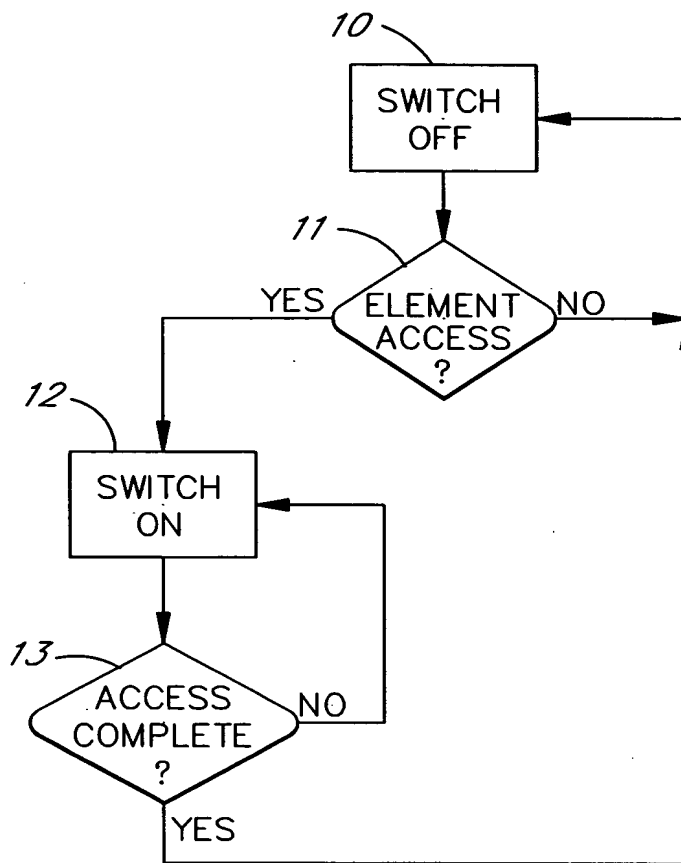 10
SWITCH
OFF
11
YES
ELEMENT
ACCESS
?
NO
12
SWITCH
ON
13
ACCESS
COMPLETE
?
NO
YES